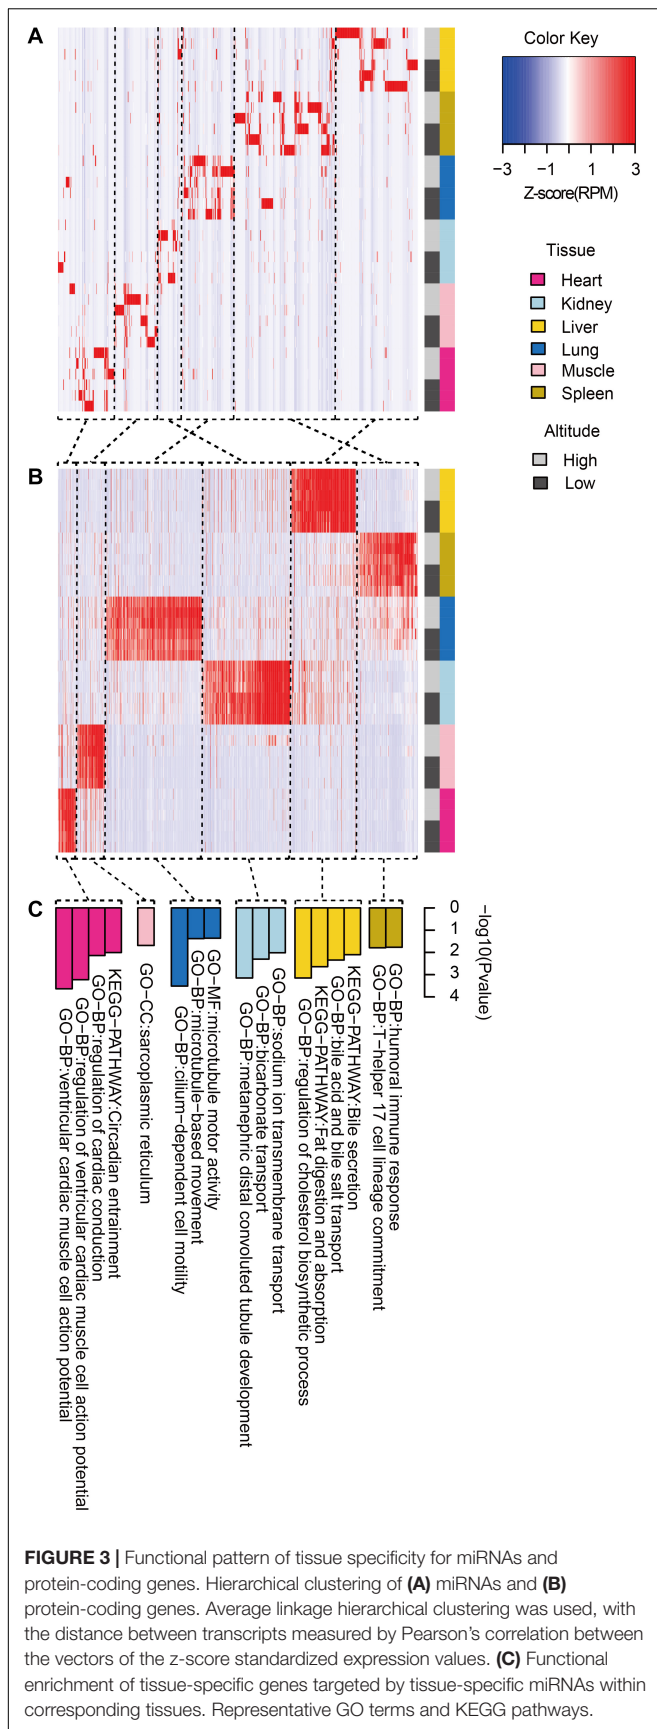 A
Color Key
−3 −1 1 3
Z-score(RPM)
Tissue
Heart
Kidney
Liver
Lung
Muscle
Spleen
Altitude
High
Low
B
C
0
1
2
3
4
−log10(Pvalue)
GO−BP:ventricular cardiac muscle cell action potential
GO−BP:regulation of ventricular cardiac muscle cell action potential
GO−BP:regulation of cardiac conduction
KEGG−PATHWAY:Circadian entrainment
GO−CC:sarcoplasmic reticulum
GO−BP:cilium−dependent cell motility
GO−BP:microtubule−based movement
GO−MF:microtubule motor activity
GO−BP:metanephric distal convoluted tubule development
GO−BP:bicarbonate transport
GO−BP:sodium ion transmembrane transport
GO−BP:regulation of cholesterol biosynthetic process
KEGG−PATHWAY:Fat digestion and absorption
GO−BP:bile acid and bile salt transport
KEGG−PATHWAY:Bile secretion
GO−BP:T−helper 17 cell lineage commitment
GO−BP:humoral immune response
FIGURE 3 | Functional pattern of tissue specificity for miRNAs and
protein-coding genes. Hierarchical clustering of (A) miRNAs and (B)
protein-coding genes. Average linkage hierarchical clustering was used, with
the distance between transcripts measured by Pearson's correlation between
the vectors of the z-score standardized expression values. (C) Functional
enrichment of tissue-specific genes targeted by tissue-specific miRNAs within
corresponding tissues. Representative GO terms and KEGG pathways.